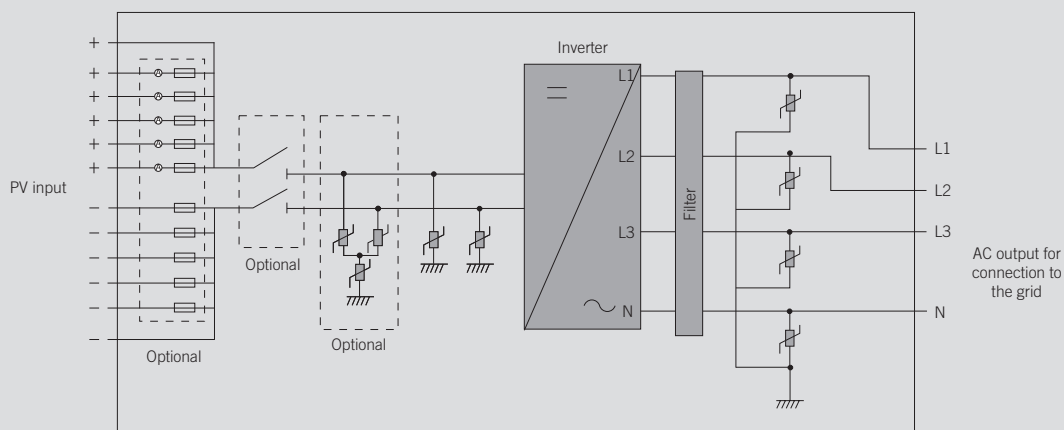 Inverter
+
+
+
+
+
+
PV input
−
−
−
−
−
−
Optional
Optional
Optional
L1
L2
L3
N
Filter
L1
L2
L3
N
AC output for
connection to
the grid